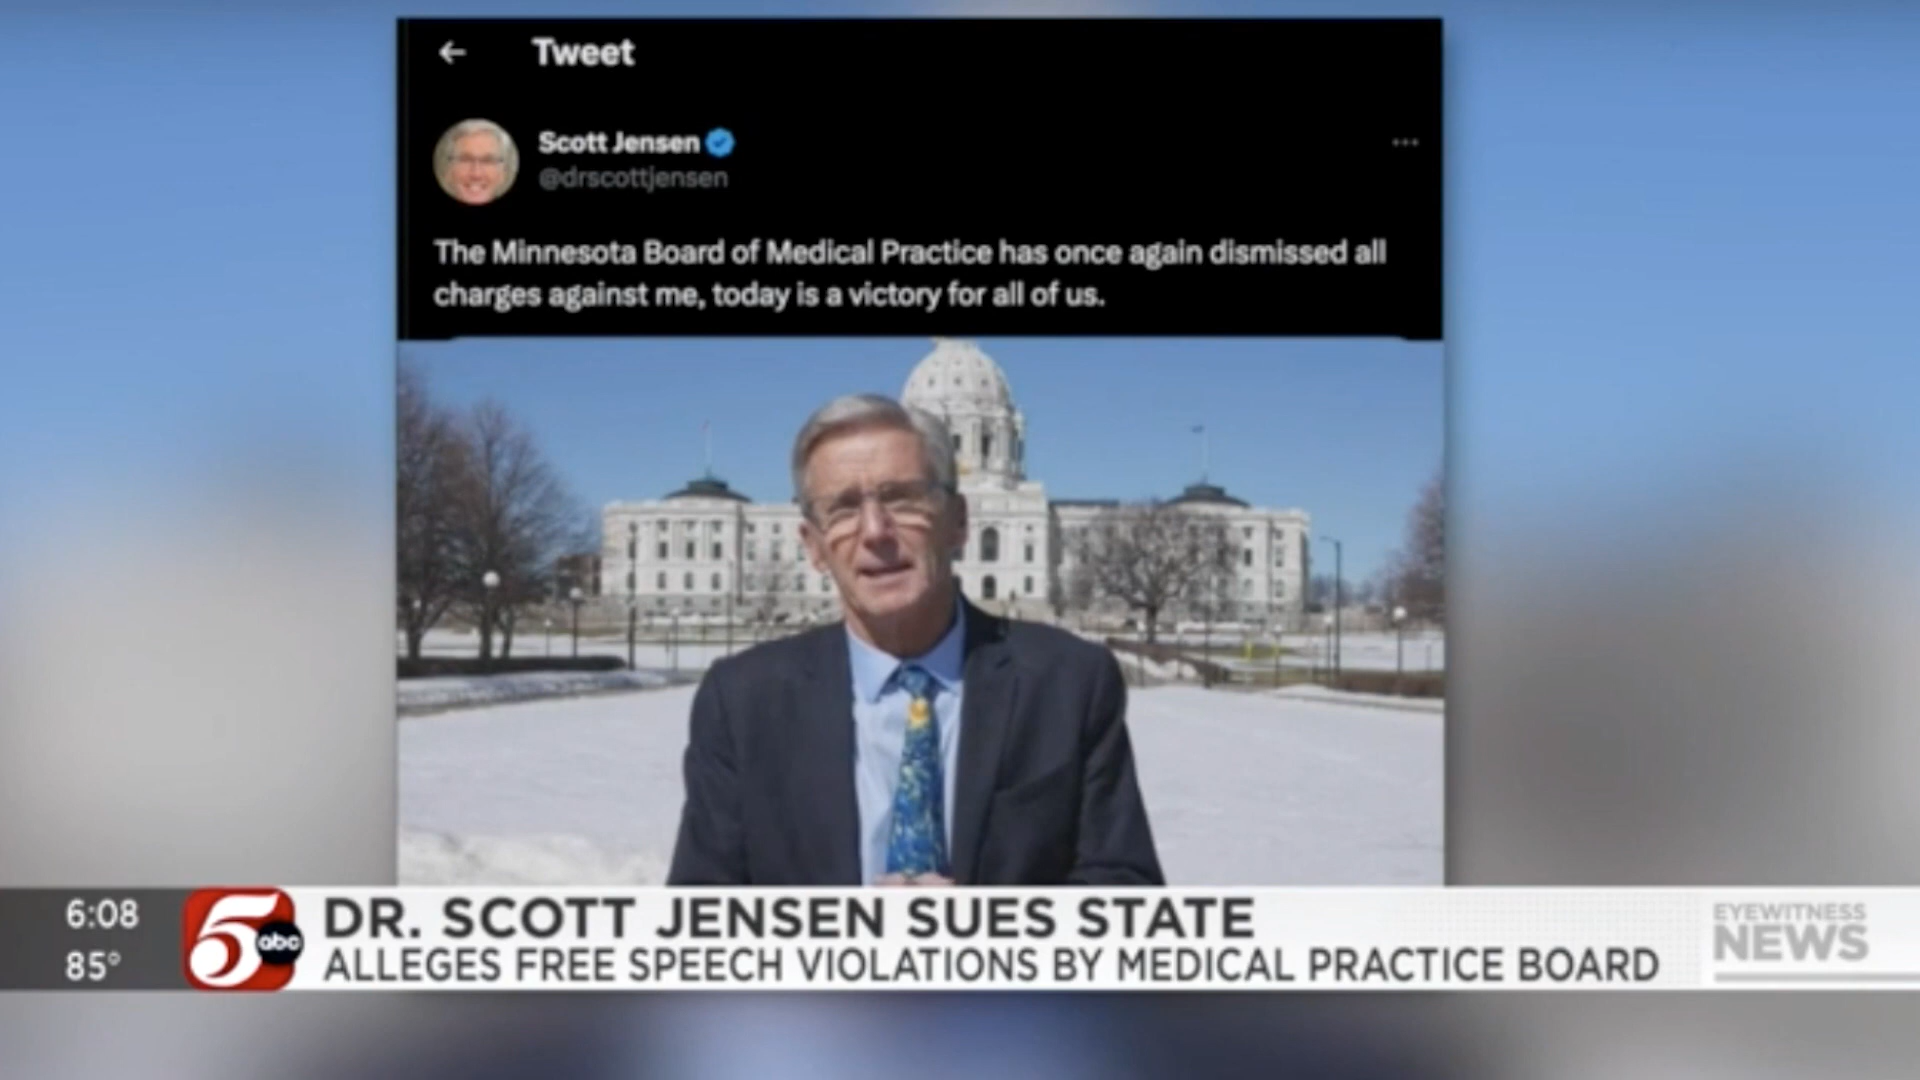 Tweet
Scott Jensen
@drscottjensen
The Minnesota Board of Medical Practice has once again dismissed all
charges against me, today is a victory for all of us.
6:08
85°
5
abc
DR. SCOTT JENSEN SUES STATE
ALLEGES FREE SPEECH VIOLATIONS BY MEDICAL PRACTICE BOARD
EYEWITNESS
NEWS